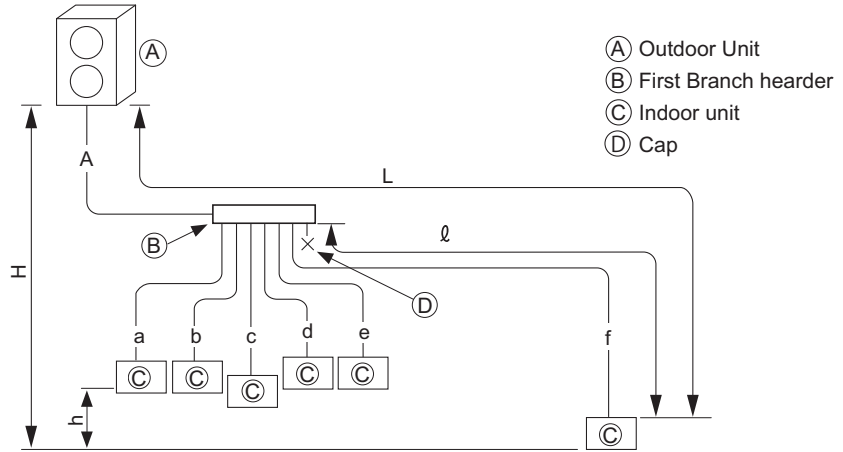 Ⓐ
Ⓐ Outdoor Unit
Ⓑ First Branch hearder
Ⓒ Indoor unit
Ⓓ Cap
A
L
Ⓑ
ℓ
H
Ⓓ
a
b
c
d
e
f
Ⓒ
Ⓒ
Ⓒ
Ⓒ
Ⓒ
h
Ⓒ